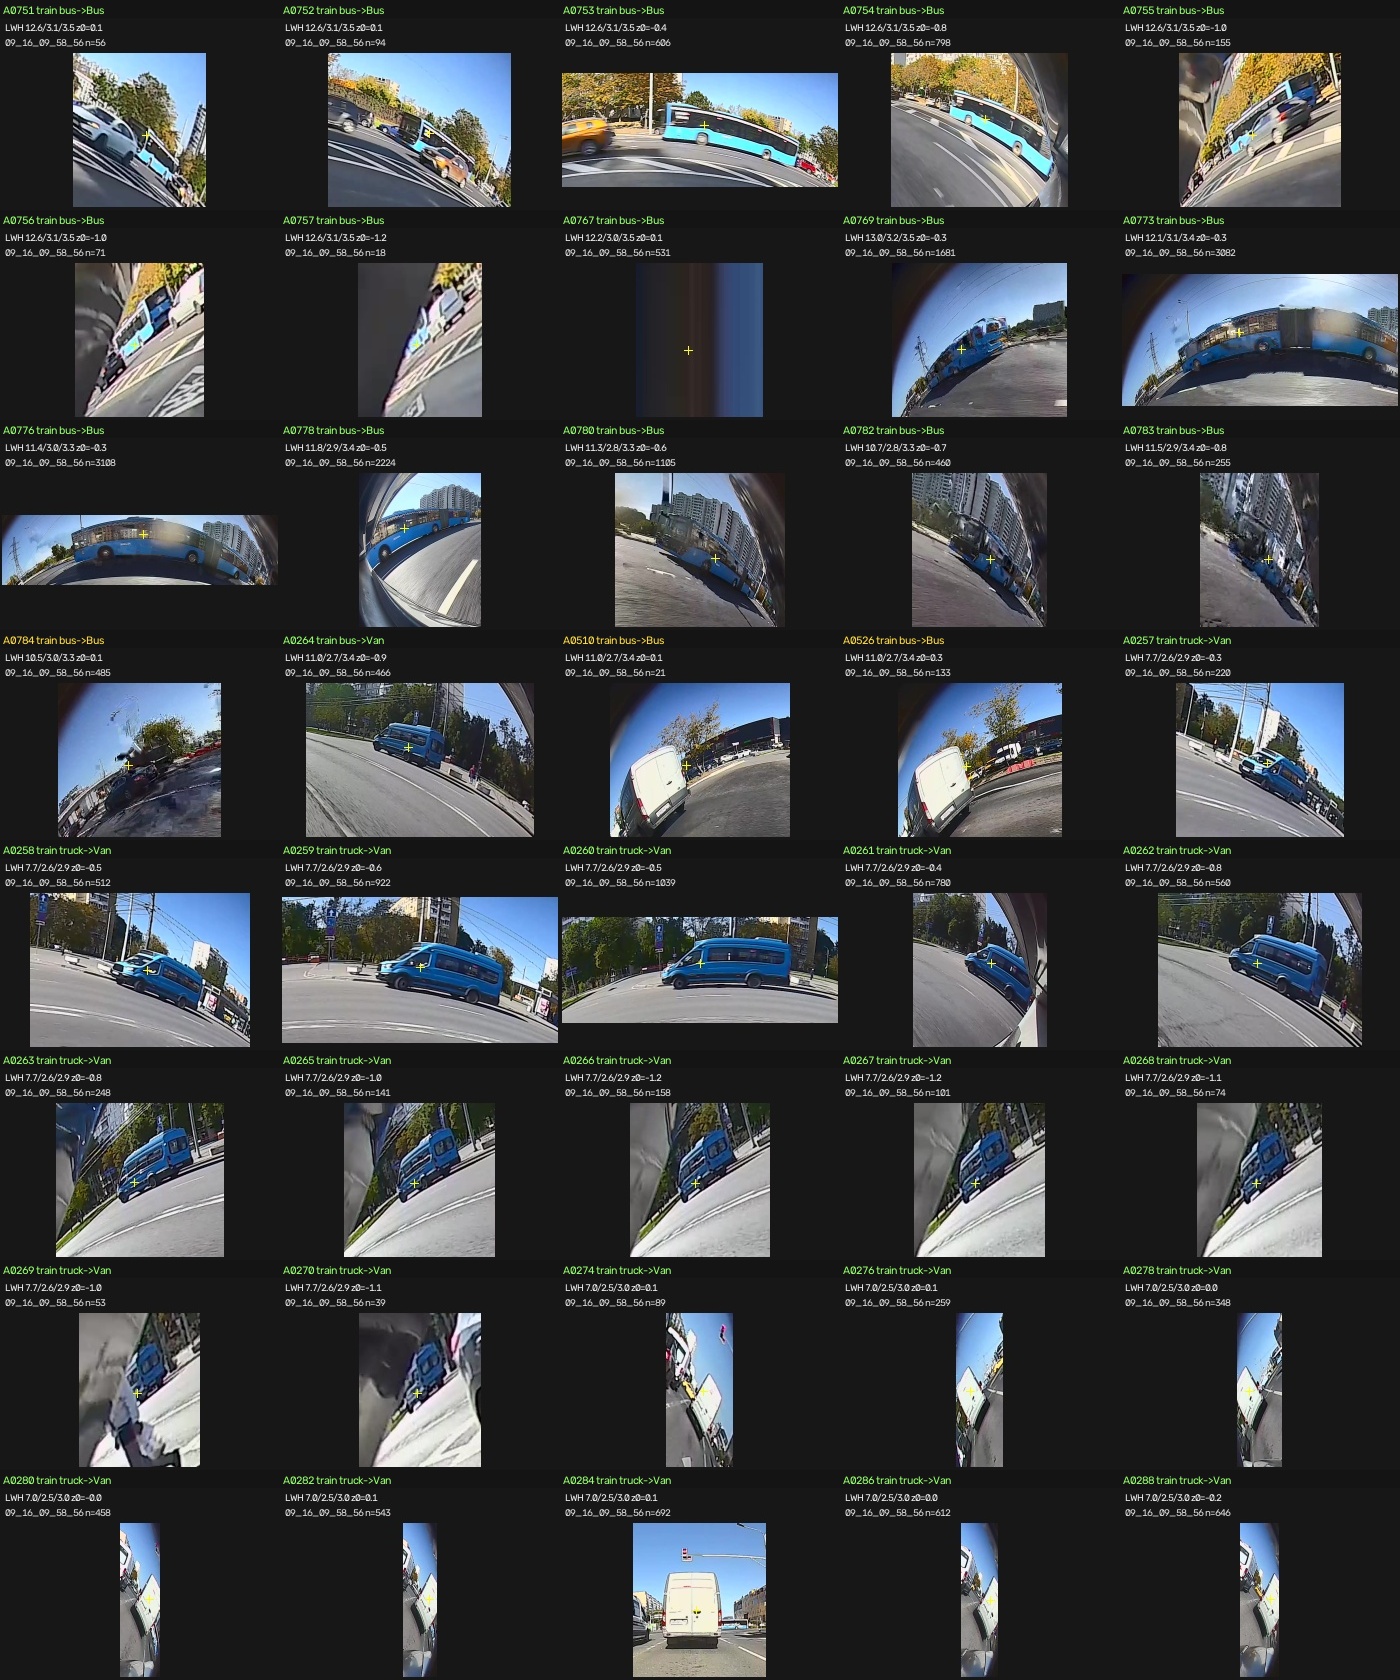 A0751 train bus->Bus
LWH 12.6/3.1/3.5 z0=0.1
09_16_09_58_56 n=56
A0752 train bus->Bus
LWH 12.6/3.1/3.5 z0=0.1
09_16_09_58_56 n=94
A0753 train bus->Bus
LWH 12.6/3.1/3.5 z0=-0.4
09_16_09_58_56 n=606
A0754 train bus->Bus
LWH 12.6/3.1/3.5 z0=-0.8
09_16_09_58_56 n=798
A0755 train bus->Bus
LWH 12.6/3.1/3.5 z0=-1.0
09_16_09_58_56 n=155
A0756 train bus->Bus
LWH 12.6/3.1/3.5 z0=-1.0
09_16_09_58_56 n=71
A0757 train bus->Bus
LWH 12.6/3.1/3.5 z0=-1.2
09_16_09_58_56 n=18
A0767 train bus->Bus
LWH 12.2/3.0/3.5 z0=0.1
09_16_09_58_56 n=531
A0769 train bus->Bus
LWH 13.0/3.2/3.5 z0=-0.3
09_16_09_58_56 n=1681
A0773 train bus->Bus
LWH 12.1/3.1/3.4 z0=-0.3
09_16_09_58_56 n=3082
A0776 train bus->Bus
LWH 11.4/3.0/3.3 z0=-0.3
09_16_09_58_56 n=3108
A0778 train bus->Bus
LWH 11.8/2.9/3.4 z0=-0.5
09_16_09_58_56 n=2224
A0780 train bus->Bus
LWH 11.3/2.8/3.3 z0=-0.6
09_16_09_58_56 n=1105
A0782 train bus->Bus
LWH 10.7/2.8/3.3 z0=-0.7
09_16_09_58_56 n=460
A0783 train bus->Bus
LWH 11.5/2.9/3.4 z0=-0.8
09_16_09_58_56 n=255
A0784 train bus->Bus
LWH 10.5/3.0/3.3 z0=0.1
09_16_09_58_56 n=485
A0264 train bus->Van
LWH 11.0/2.7/3.4 z0=-0.9
09_16_09_58_56 n=466
A0510 train bus->Bus
LWH 11.0/2.7/3.4 z0=0.1
09_16_09_58_56 n=21
A0526 train bus->Bus
LWH 11.0/2.7/3.4 z0=0.3
09_16_09_58_56 n=133
A0257 train truck->Van
LWH 7.7/2.6/2.9 z0=-0.3
09_16_09_58_56 n=220
A0258 train truck->Van
LWH 7.7/2.6/2.9 z0=-0.5
09_16_09_58_56 n=512
A0259 train truck->Van
LWH 7.7/2.6/2.9 z0=-0.6
09_16_09_58_56 n=922
A0260 train truck->Van
LWH 7.7/2.6/2.9 z0=-0.5
09_16_09_58_56 n=1039
A0261 train truck->Van
LWH 7.7/2.6/2.9 z0=-0.4
09_16_09_58_56 n=780
A0262 train truck->Van
LWH 7.7/2.6/2.9 z0=-0.8
09_16_09_58_56 n=560
A0263 train truck->Van
LWH 7.7/2.6/2.9 z0=-0.8
09_16_09_58_56 n=248
A0265 train truck->Van
LWH 7.7/2.6/2.9 z0=-1.0
09_16_09_58_56 n=141
A0266 train truck->Van
LWH 7.7/2.6/2.9 z0=-1.2
09_16_09_58_56 n=158
A0267 train truck->Van
LWH 7.7/2.6/2.9 z0=-1.2
09_16_09_58_56 n=101
A0268 train truck->Van
LWH 7.7/2.6/2.9 z0=-1.1
09_16_09_58_56 n=74
A0269 train truck->Van
LWH 7.7/2.6/2.9 z0=-1.0
09_16_09_58_56 n=53
A0270 train truck->Van
LWH 7.7/2.6/2.9 z0=-1.1
09_16_09_58_56 n=39
A0274 train truck->Van
LWH 7.0/2.5/3.0 z0=0.1
09_16_09_58_56 n=89
A0276 train truck->Van
LWH 7.0/2.5/3.0 z0=0.1
09_16_09_58_56 n=259
A0278 train truck->Van
LWH 7.0/2.5/3.0 z0=0.0
09_16_09_58_56 n=348
A0280 train truck->Van
LWH 7.0/2.5/3.0 z0=-0.0
09_16_09_58_56 n=458
A0282 train truck->Van
LWH 7.0/2.5/3.0 z0=0.1
09_16_09_58_56 n=543
A0284 train truck->Van
LWH 7.0/2.5/3.0 z0=0.1
09_16_09_58_56 n=692
A0286 train truck->Van
LWH 7.0/2.5/3.0 z0=0.0
09_16_09_58_56 n=612
A0288 train truck->Van
LWH 7.0/2.5/3.0 z0=-0.2
09_16_09_58_56 n=646